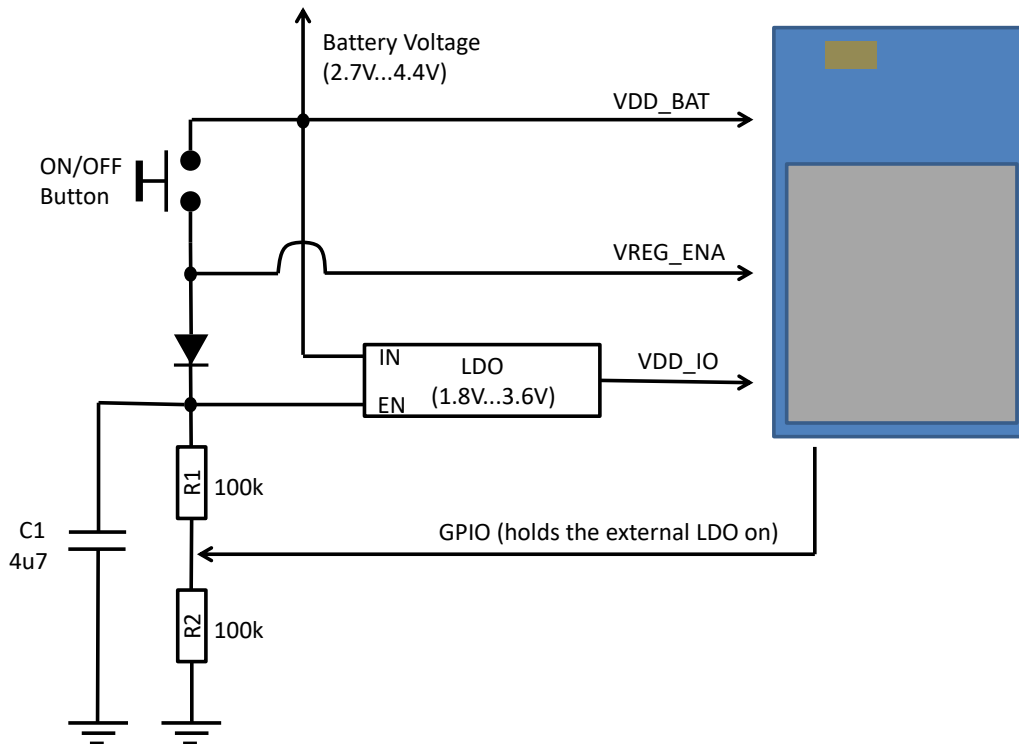 Battery Voltage
(2.7V...4.4V)
VDD_BAT
ON/OFF
Button
VREG_ENA
IN
LDO
VDD_IO
(1.8V...3.6V)
EN
R1
100k
GPIO (holds the external LDO on)
C1
4u7
R2
100k